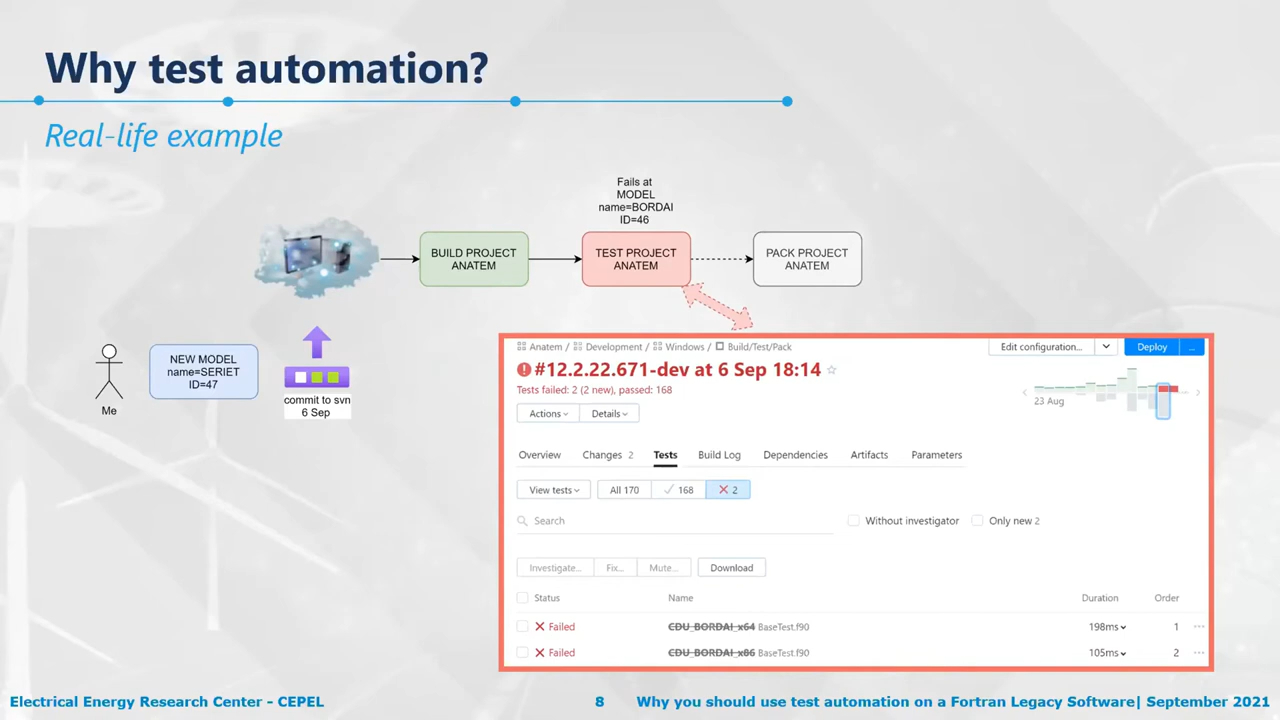 Why test automation?
Real-life example
Fails at
MODEL
name=BORDAI
ID=46
BUILD PROJECT
ANATEM
TEST PROJECT
ANATEM
PACK PROJECT
ANATEM
NEW MODEL
name=SERIET
ID=47
Me
commit to svn
6 Sep
Anatem / Development / Windows / Build/Test/Pack
Edit configuration...
Deploy
...
#12.2.22.671-dev at 6 Sep 18:14
Tests failed: 2 (2 new), passed: 168
23 Aug
Actions
Details
Overview Changes 2 Tests Build Log Dependencies Artifacts Parameters
View tests All 170 168 2
Search
Without investigator Only new 2
Investigate... Fix... Mute... Download
Status Name Duration Order
Failed CDU_BORDAI_x64 BaseTest.f90 198ms 1
Failed CDU_BORDAI_x86 BaseTest.f90 105ms 2
Electrical Energy Research Center - CEPEL 8 Why you should use test automation on a Fortran Legacy Software| September 2021